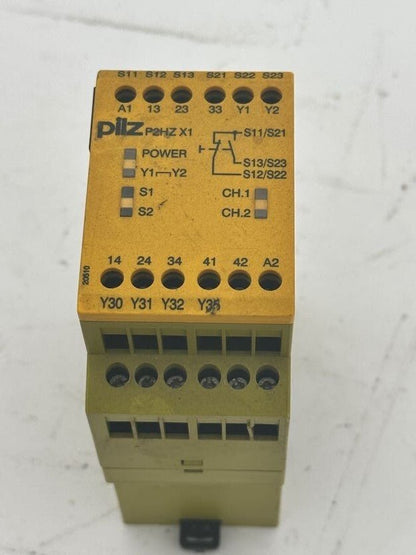 S11 S12 S13 S21 S22 S23
A1 13 23 33 Y1 Y2
pilz P2HZ X1
S11/S21
POWER
S13/S23
Y1 Y2
S12/S22
S1
CH.1
S2
CH.2
14 24 34 41 42 A2
20610
Y30 Y31 Y32 Y35